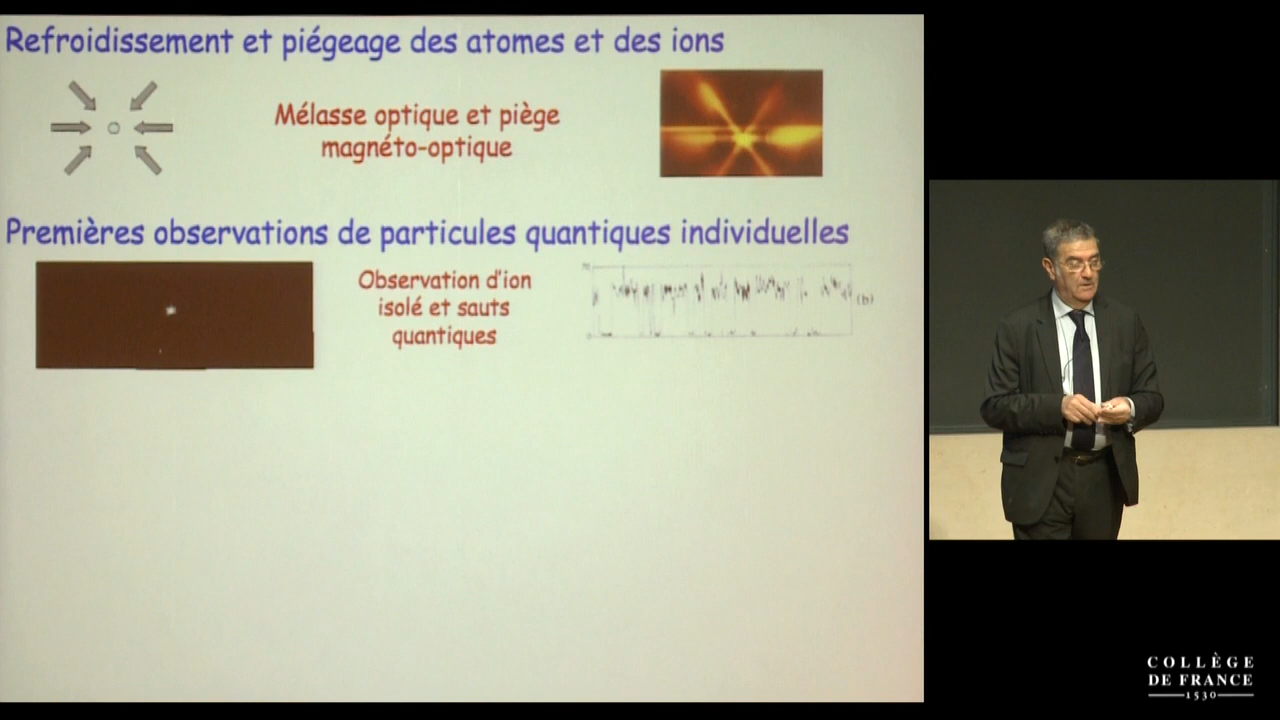 Refroidissement et piégeage des atomes et des ions
Mélasse optique et piège
magnéto-optique
Premières observations de particules quantiques individuelles
Observation d'ion
isolé et sauts
quantiques
(b)
COLLÈGE
DE FRANCE
1530